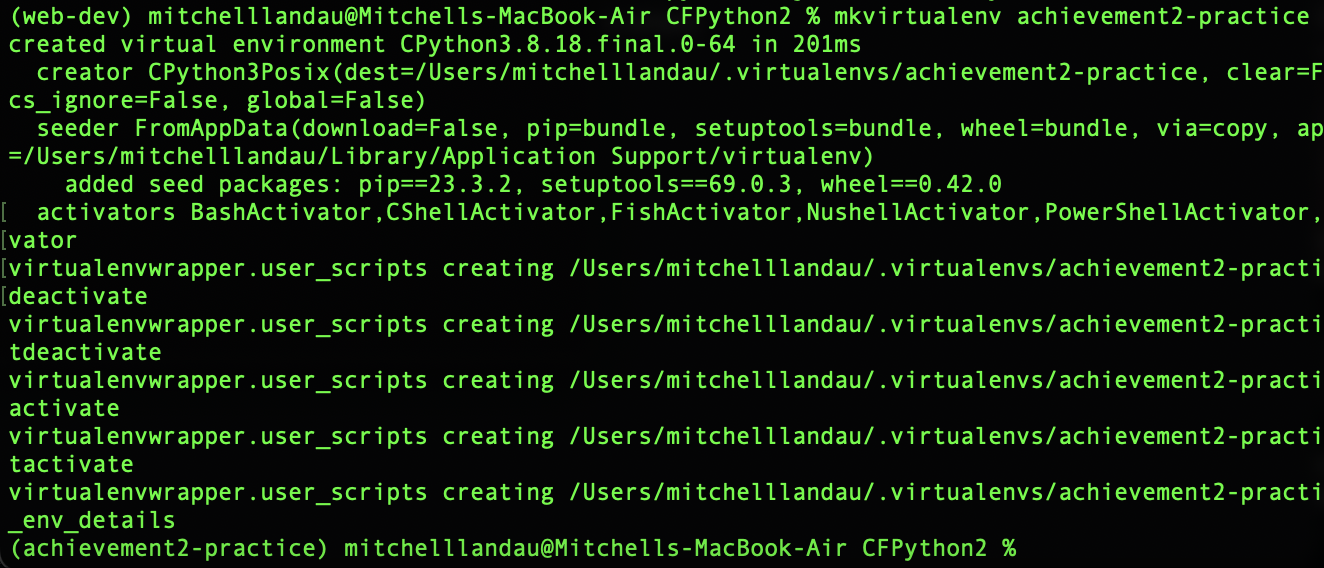 (web-dev) mitchelllandau@Mitchells-MacBook-Air CFPython2 % mkvirtualenv achievement2-practice
created virtual environment CPython3.8.18.final.0-64 in 201ms
  creator CPython3Posix(dest=/Users/mitchelllandau/.virtualenvs/achievement2-practice, clear=F
cs_ignore=False, global=False)
  seeder FromAppData(download=False, pip=bundle, setuptools=bundle, wheel=bundle, via=copy, ap
=/Users/mitchelllandau/Library/Application Support/virtualenv)
    added seed packages: pip==23.3.2, setuptools==69.0.3, wheel==0.42.0
[  activators BashActivator,CShellActivator,FishActivator,NushellActivator,PowerShellActivator,
[vator
[virtualenvwrapper.user_scripts creating /Users/mitchelllandau/.virtualenvs/achievement2-practi
[deactivate
virtualenvwrapper.user_scripts creating /Users/mitchelllandau/.virtualenvs/achievement2-practi
tdeactivate
virtualenvwrapper.user_scripts creating /Users/mitchelllandau/.virtualenvs/achievement2-practi
activate
virtualenvwrapper.user_scripts creating /Users/mitchelllandau/.virtualenvs/achievement2-practi
tactivate
virtualenvwrapper.user_scripts creating /Users/mitchelllandau/.virtualenvs/achievement2-practi
_env_details
(achievement2-practice) mitchelllandau@Mitchells-MacBook-Air CFPython2 %